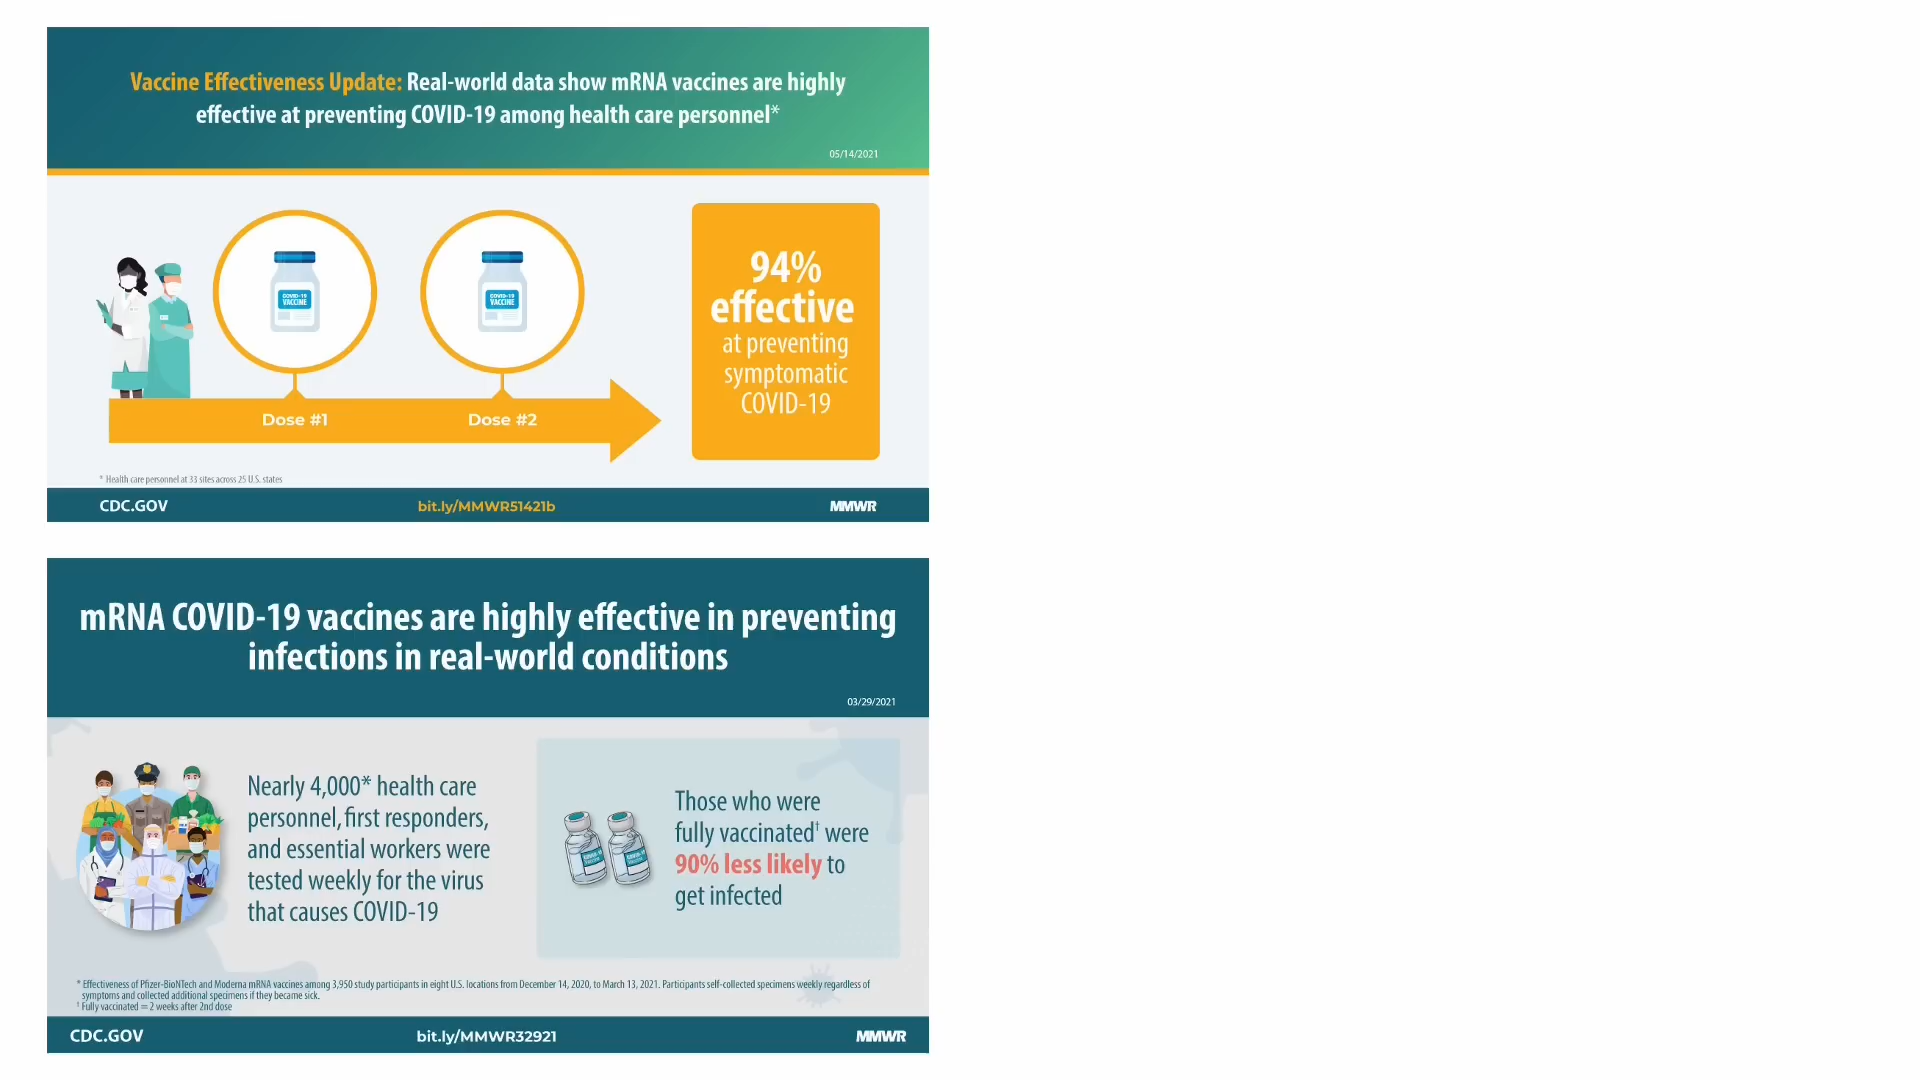 Vaccine Effectiveness Update: Real-world data show mRNA vaccines are highly
effective at preventing COVID-19 among health care personnel*
05/14/2021
COVID-19
VACCINE
COVID-19
VACCINE
94%
effective
at preventing
symptomatic
COVID-19
Dose #1
Dose #2
* Health care personnel at 33 sites across 25 U.S. states
CDC.GOV
bit.ly/MMWR51421b
MMWR
mRNA COVID-19 vaccines are highly effective in preventing
infections in real-world conditions
03/29/2021
Nearly 4,000* health care
personnel, first responders,
and essential workers were
tested weekly for the virus
that causes COVID-19
Those who were
fully vaccinated† were
90% less likely to
get infected
* Effectiveness of Pfizer-BioNTech and Moderna mRNA vaccines among 3,950 study participants in eight U.S. locations from December 14, 2020, to March 13, 2021. Participants self-collected specimens weekly regardless of
symptoms and collected additional specimens if they became sick.
† Fully vaccinated = 2 weeks after 2nd dose
CDC.GOV
bit.ly/MMWR32921
MMWR